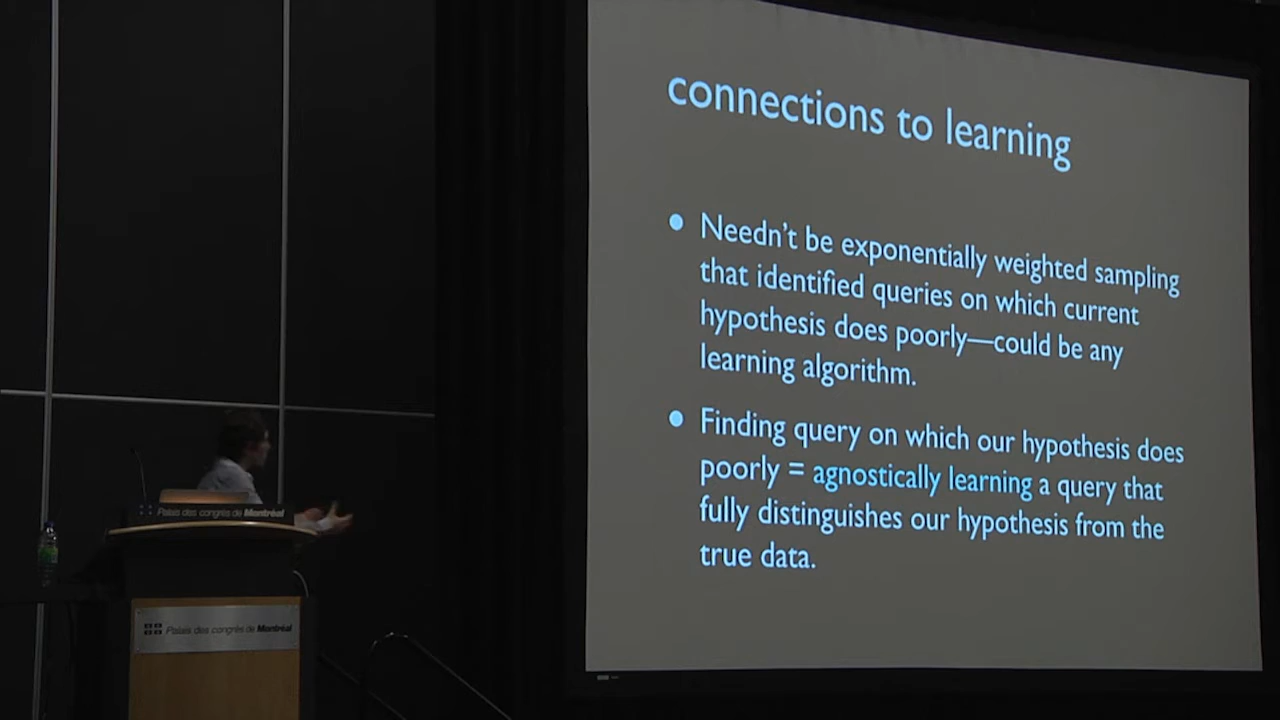 connections to learning
• Needn't be exponentially weighted sampling
that identified queries on which current
hypothesis does poorly—could be any
learning algorithm.
• Finding query on which our hypothesis does
poorly = agnostically learning a query that
fully distinguishes our hypothesis from the
true data.
Palais des congrès de Montréal
Palais des congrès de Montréal